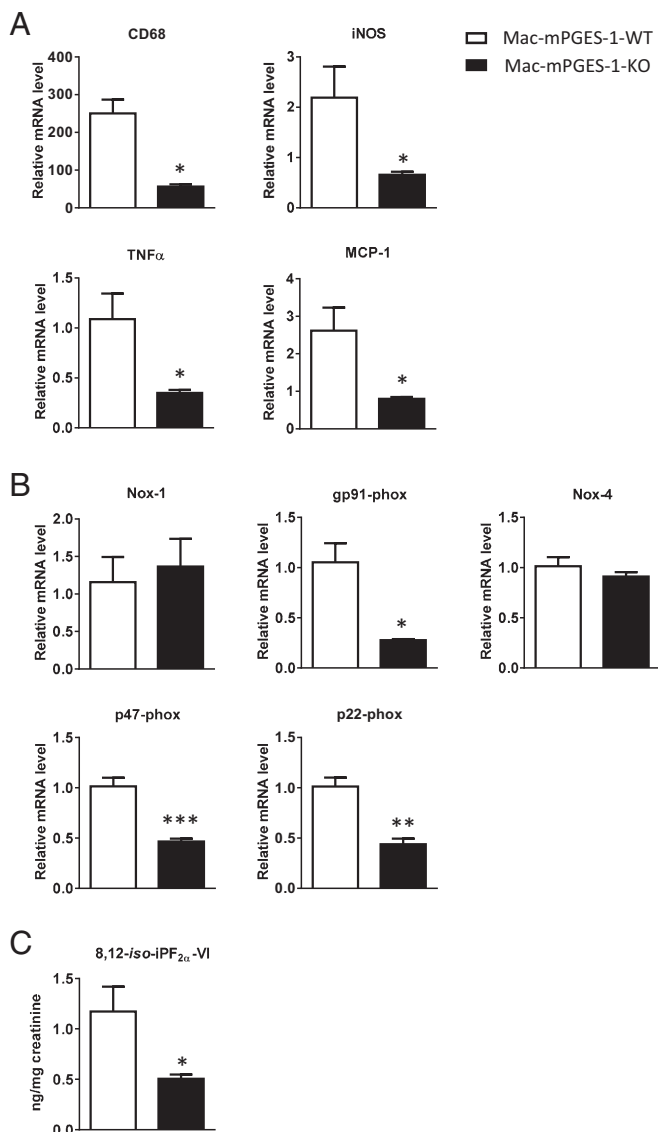 A
CD68
Relative mRNA level
400
300
200
100
0
*
iNOS
Relative mRNA level
3
2
1
0
*
Mac-mPGES-1-WT
Mac-mPGES-1-KO
TNFα
Relative mRNA level
1.5
1.0
0.5
0.0
*
MCP-1
Relative mRNA level
4
3
2
1
0
*
B
Nox-1
Relative mRNA level
2.0
1.5
1.0
0.5
0.0
gp91-phox
Relative mRNA level
1.5
1.0
0.5
0.0
*
Nox-4
Relative mRNA level
1.5
1.0
0.5
0.0
p47-phox
Relative mRNA level
1.5
1.0
0.5
0.0
***
p22-phox
Relative mRNA level
1.5
1.0
0.5
0.0
**
C
8,12-iso-iPF2α-VI
ng/mg creatinine
1.5
1.0
0.5
0.0
*